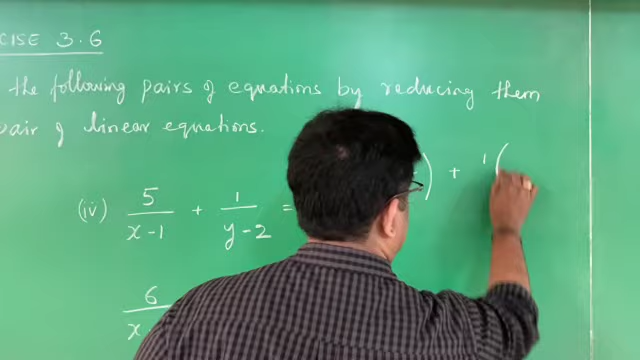 CISE 3.6
the following pairs of equations by reducing them
pair of linear equations.
(iv) 5/(x-1) + 1/(y-2) = ) + 1(
6/x